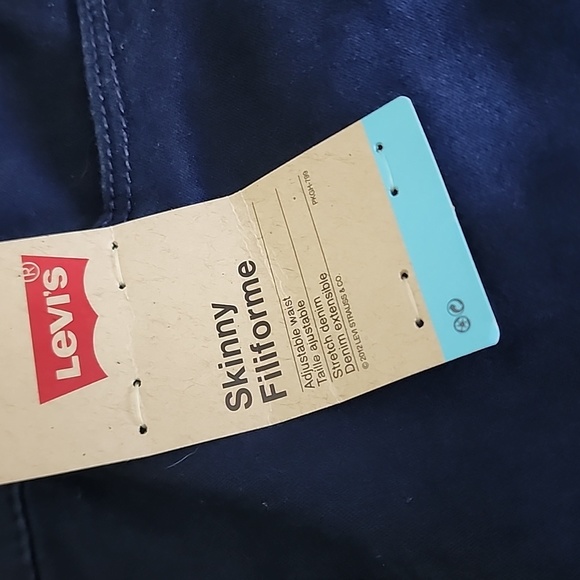 Levi's®
Skinny
Filiforme
Adjustable waist
Taille ajustable
Stretch denim
Denim extensible
© 2012 LEVI STRAUSS & CO.